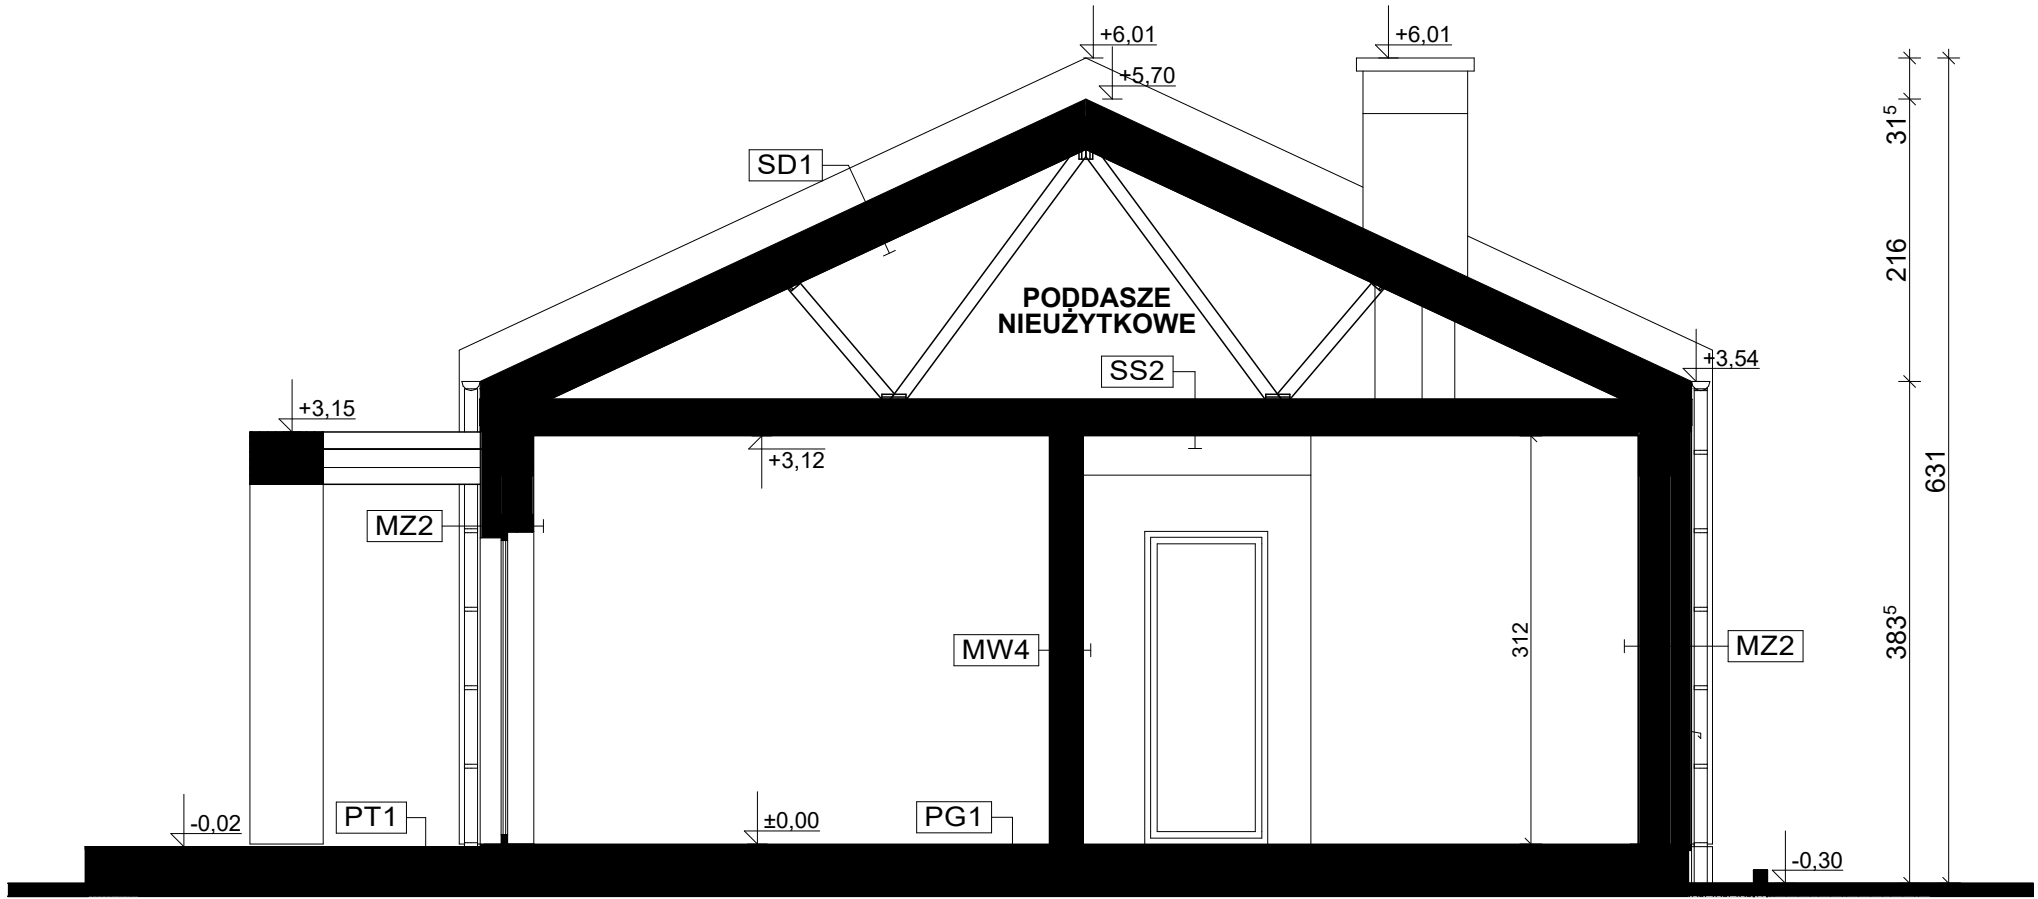 +6,01
+6,01
+5,70
31⁵
SD1
216
PODDASZE
NIEUŻYTKOWE
+3,54
SS2
+3,15
+3,12
631
MZ2
383⁵
312
MW4
MZ2
-0,02
PT1
±0,00
PG1
-0,30